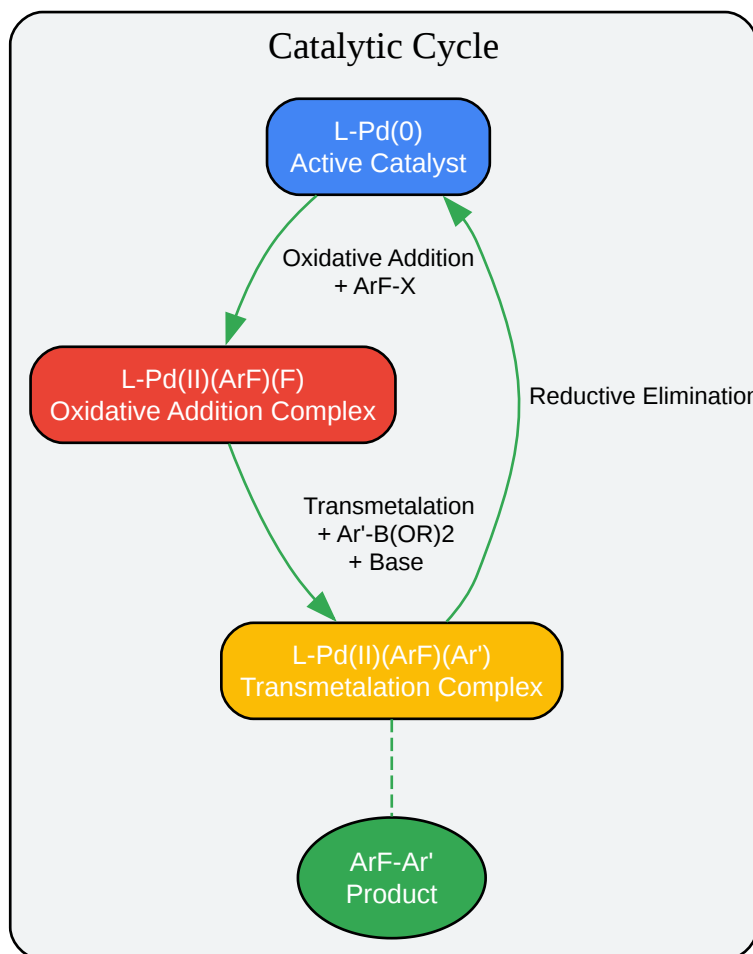 Catalytic Cycle
L-Pd(0)
Active Catalyst
Oxidative Addition
+ ArF-X
L-Pd(II)(ArF)(F)
Oxidative Addition Complex
Reductive Elimination
Transmetalation
+ Ar'-B(OR)2
+ Base
L-Pd(II)(ArF)(Ar')
Transmetalation Complex
ArF-Ar'
Product